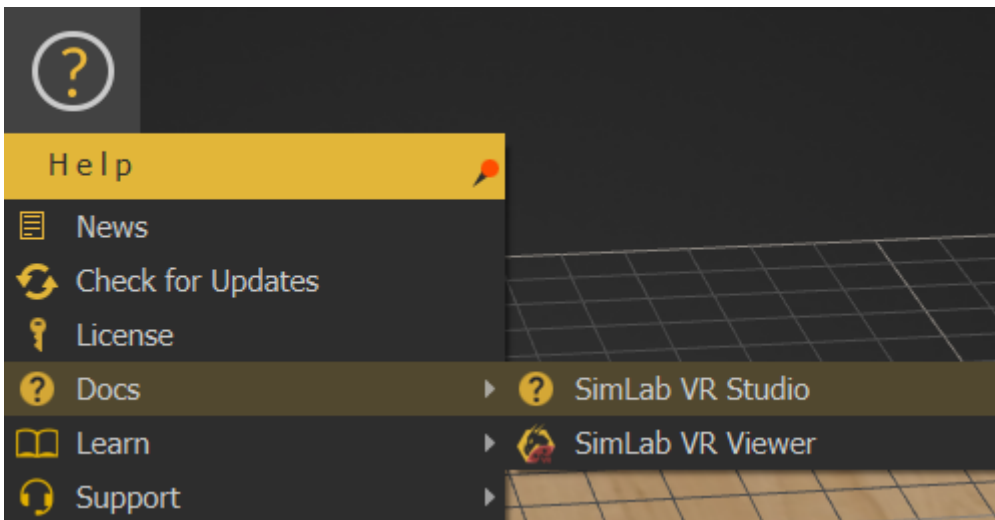 Help
News
Check for Updates
License
Docs
SimLab VR Studio
Learn
SimLab VR Viewer
Support